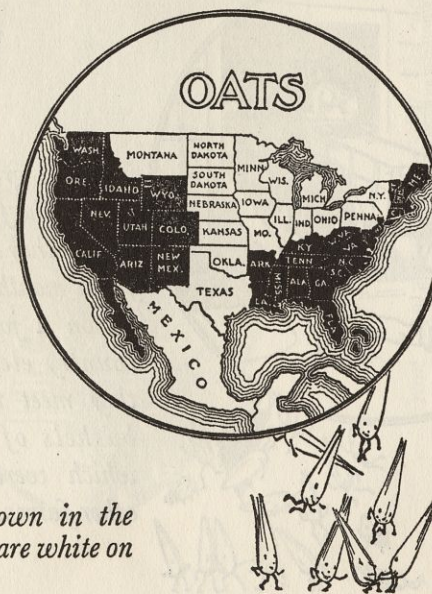 OATS
WASH.
MONTANA
NORTH DAKOTA
MINN.
ORE.
IDAHO
WYO.
SOUTH DAKOTA
WIS.
MICH.
N.Y.
ME.
NEV.
UTAH
COLO.
NEBRASKA
IOWA
ILL.
IND.
OHIO
PENNA.
CALIF.
ARIZ.
NEW MEX.
KANSAS
MO.
KY.
VA.
OKLA.
ARK.
TENN.
N.C.
S.C.
TEXAS
LA.
MISS.
ALA.
GA.
FLA.
MEXICO
own in the
are white on